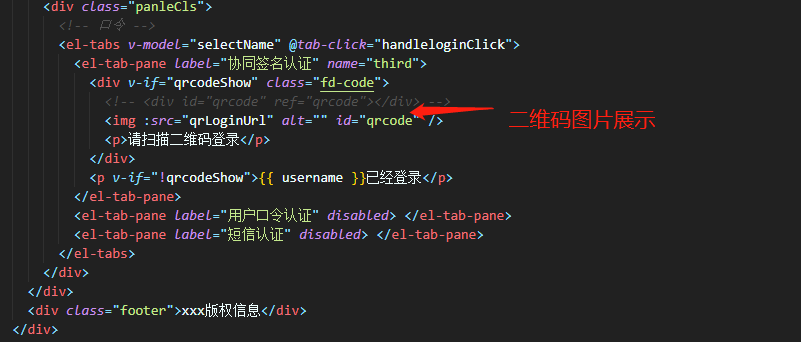 <div class="panleCls">
<!-- 口令 -->
<el-tabs v-model="selectName" @tab-click="handleloginClick">
<el-tab-pane label="协同签名认证" name="third">
<div v-if="qrcodeShow" class="fd-code">
<!-- <div id="qrcode" ref="qrcode"></div> -->
<img :src="qrLoginUrl" alt="" id="qrcode" />
二维码图片展示
<p>请扫描二维码登录</p>
</div>
<p v-if="!qrcodeShow">{{ username }}已经登录</p>
</el-tab-pane>
<el-tab-pane label="用户口令认证" disabled> </el-tab-pane>
<el-tab-pane label="短信认证" disabled> </el-tab-pane>
</el-tabs>
</div>
</div>
<div class="footer">xxx版权信息</div>
</div>